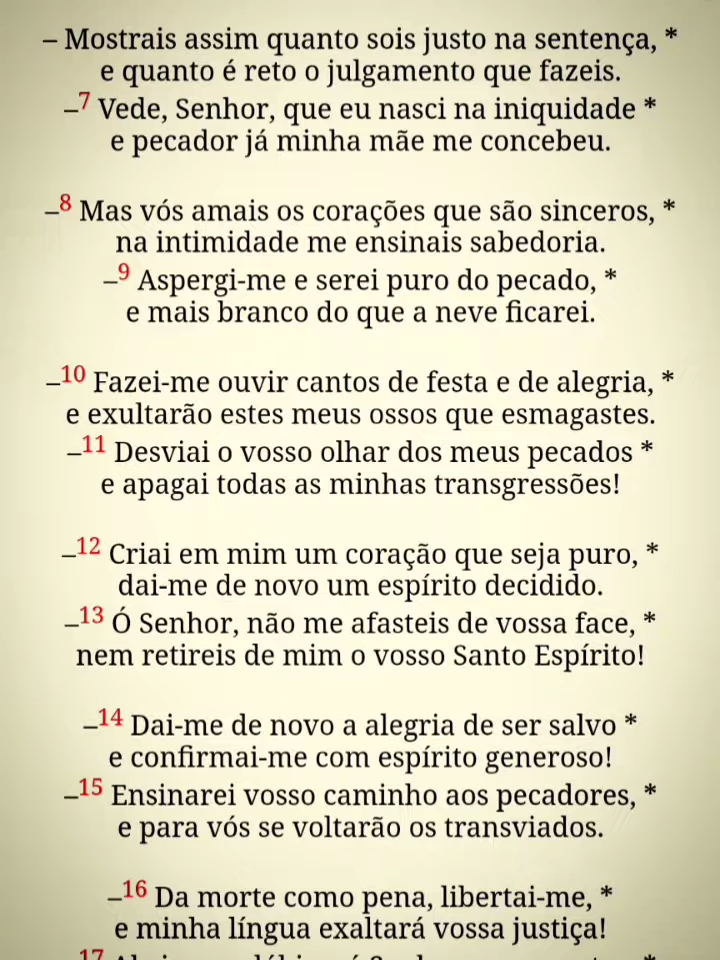 – Mostrais assim quanto sois justo na sentença, *
e quanto é reto o julgamento que fazeis.
–7 Vede, Senhor, que eu nasci na iniquidade *
e pecador já minha mãe me concebeu.
–8 Mas vós amais os corações que são sinceros, *
na intimidade me ensinais sabedoria.
–9 Aspergi-me e serei puro do pecado, *
e mais branco do que a neve ficarei.
–10 Fazei-me ouvir cantos de festa e de alegria, *
e exultarão estes meus ossos que esmagastes.
–11 Desviai o vosso olhar dos meus pecados *
e apagai todas as minhas transgressões!
–12 Criai em mim um coração que seja puro, *
dai-me de novo um espírito decidido.
–13 Ó Senhor, não me afasteis de vossa face, *
nem retireis de mim o vosso Santo Espírito!
–14 Dai-me de novo a alegria de ser salvo *
e confirmai-me com espírito generoso!
–15 Ensinarei vosso caminho aos pecadores, *
e para vós se voltarão os transviados.
–16 Da morte como pena, libertai-me, *
e minha língua exaltará vossa justiça!
17